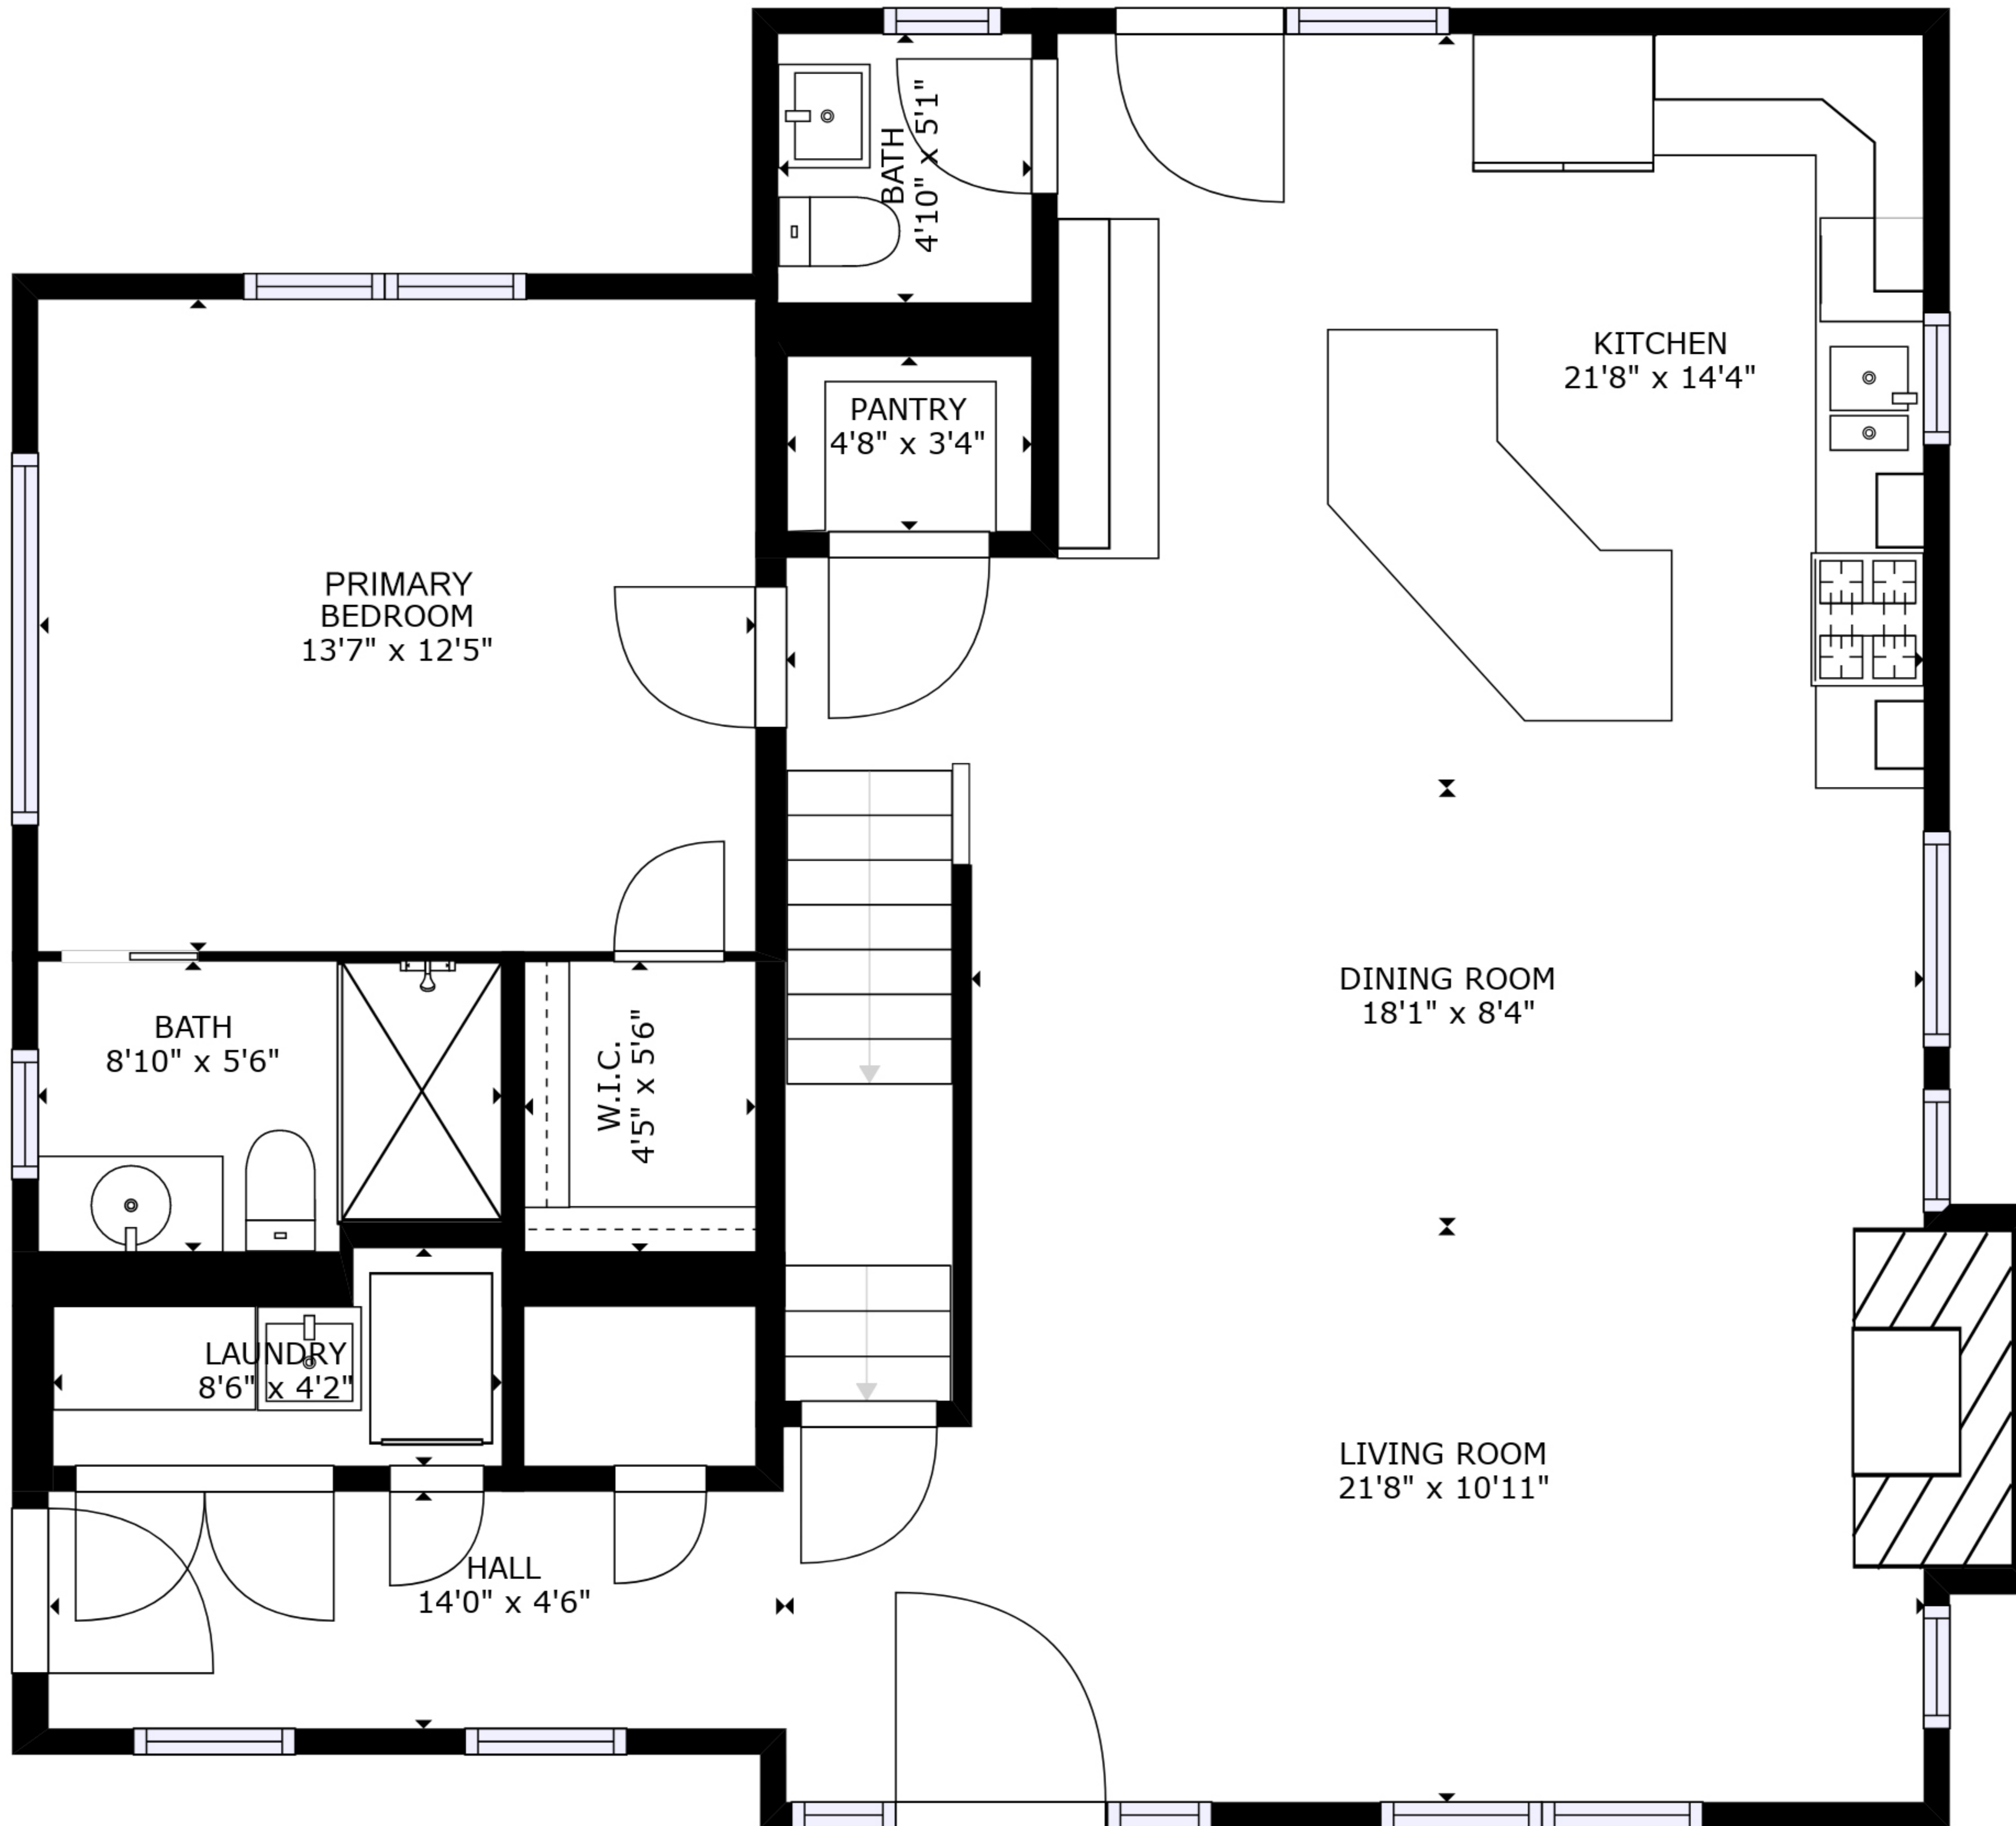 BATH
4'10" x 5'1"
KITCHEN
21'8" x 14'4"
PANTRY
4'8" x 3'4"
PRIMARY
BEDROOM
13'7" x 12'5"
DINING ROOM
18'1" x 8'4"
BATH
8'10" x 5'6"
W.I.C.
4'5" x 5'6"
LAUNDRY
8'6" x 4'2"
LIVING ROOM
21'8" x 10'11"
HALL
14'0" x 4'6"